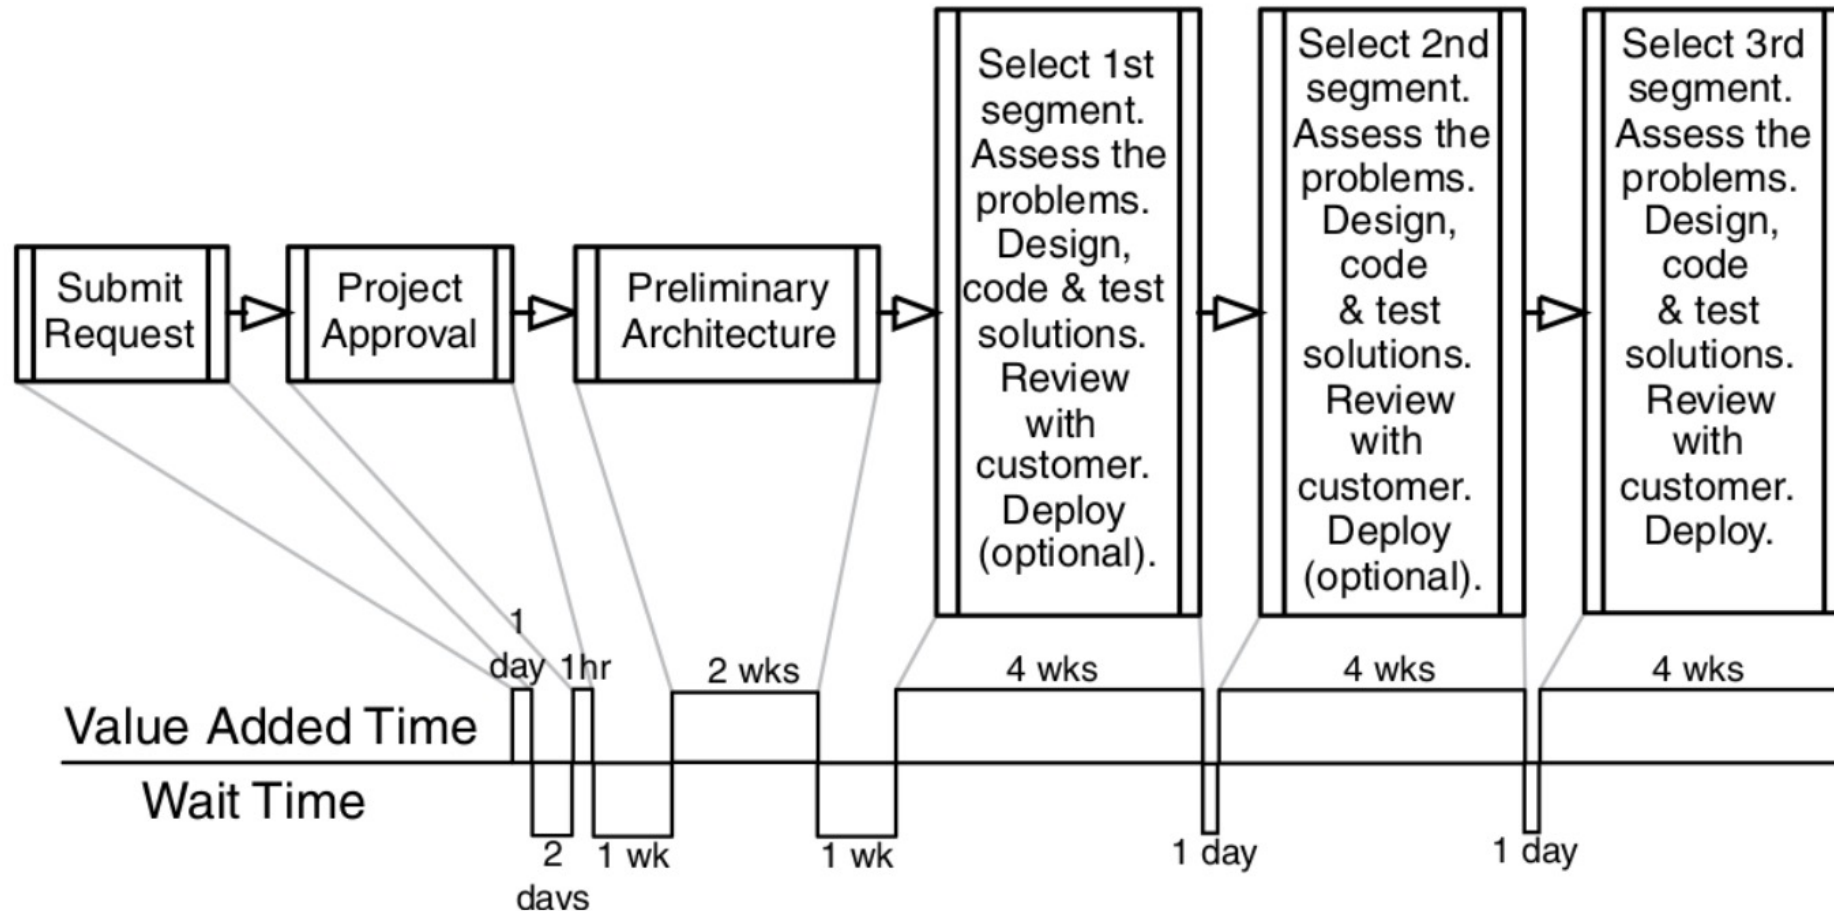 Submit
Request
Project
Approval
Preliminary
Architecture
Select 1st
segment.
Assess the
problems.
Design,
code & test
solutions.
Review
with
customer.
Deploy
(optional).
Select 2nd
segment.
Assess the
problems.
Design,
code
& test
solutions.
Review
with
customer.
Deploy
(optional).
Select 3rd
segment.
Assess the
problems.
Design,
code
& test
solutions.
Review
with
customer.
Deploy.
1
day
1hr
2 wks
4 wks
4 wks
4 wks
Value Added Time
Wait Time
2
days
1 wk
1 wk
1 day
1 day